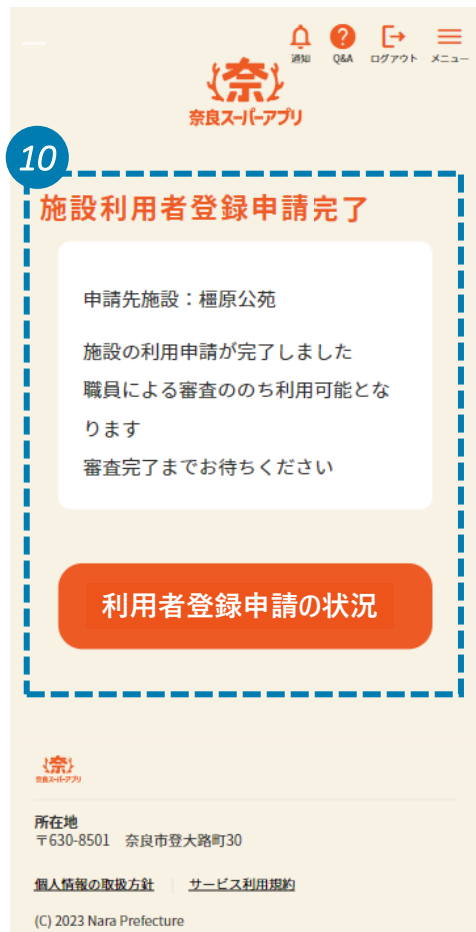 通知 Q&A ログアウト メニュー
奈
奈良スーパーアプリ
10
施設利用者登録申請完了
申請先施設：橿原公苑
施設の利用申請が完了しました
職員による審査ののち利用可能とな
ります
審査完了までお待ちください
利用者登録申請の状況
奈
奈良スーパーアプリ
所在地
〒630-8501　奈良市登大路町30
個人情報の取扱方針 サービス利用規約
(C) 2023 Nara Prefecture